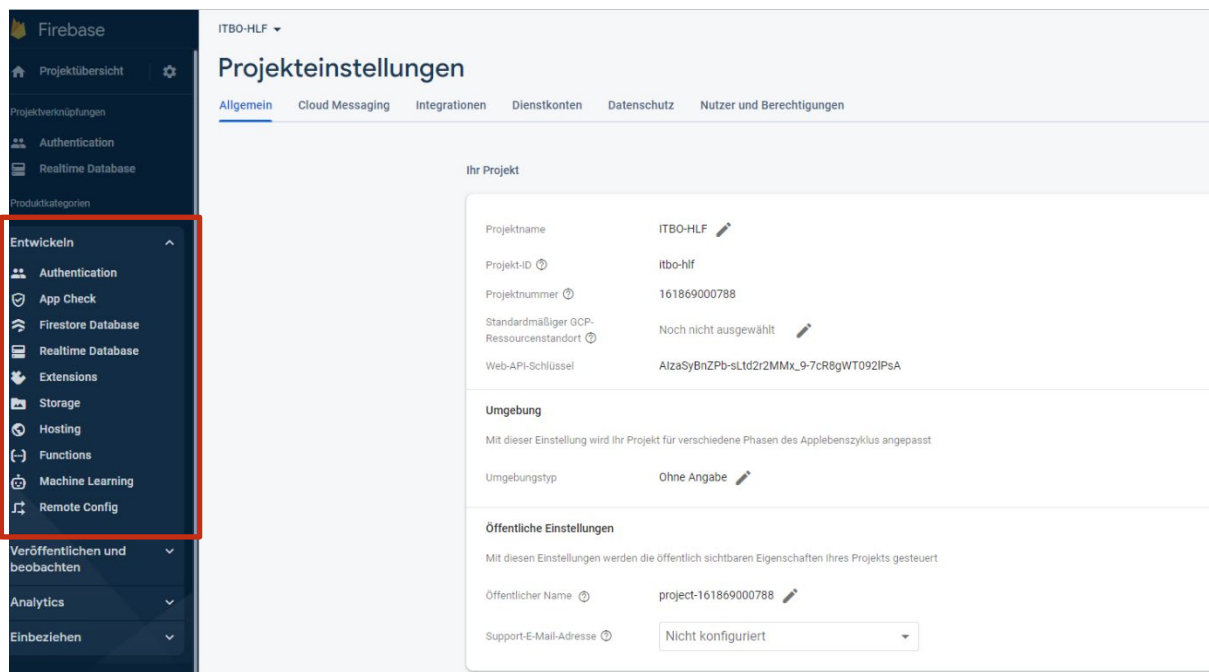 Firebase
Projektübersicht
Projektverknüpfungen
Authentication
Realtime Database
Produktkategorien
Entwickeln
Authentication
App Check
Firestore Database
Realtime Database
Extensions
Storage
Hosting
Functions
Machine Learning
Remote Config
Veröffentlichen und
beobachten
Analytics
Einbeziehen
ITBO-HLF
Projekteinstellungen
Allgemein Cloud Messaging Integrationen Dienstkonten Datenschutz Nutzer und Berechtigungen
Ihr Projekt
Projektname ITBO-HLF
Projekt-ID itbo-hlf
Projektnummer 161869000788
Standardmäßiger GCP-
Ressourcenstandort Noch nicht ausgewählt
Web-API-Schlüssel AIzaSyBnZPb-sLtd2r2MMx_9-7cR8gWT092lPsA
Umgebung
Mit dieser Einstellung wird Ihr Projekt für verschiedene Phasen des Applebenszyklus angepasst
Umgebungstyp Ohne Angabe
Öffentliche Einstellungen
Mit diesen Einstellungen werden die öffentlich sichtbaren Eigenschaften Ihres Projekts gesteuert
Öffentlicher Name project-161869000788
Support-E-Mail-Adresse Nicht konfiguriert